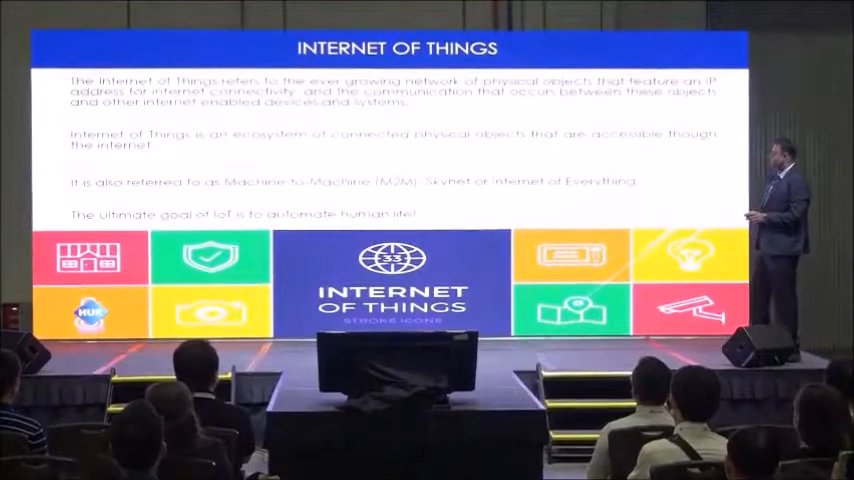 INTERNET OF THINGS
The Internet of Things refers to the ever growing network of physical objects that feature an IP
address for internet connectivity, and the communication that occurs between these objects
and other Internet enabled devices and systems.
Internet of Things is an ecosystem of connected physical objects that are accessible though
the internet
It is also referred to as Machine-to-Machine (M2M), Skynet or Internet of Everything.
The ultimate goal of IoT is to automate human life!
33
INTERNET
OF THINGS
STROKE ICONS
HUB